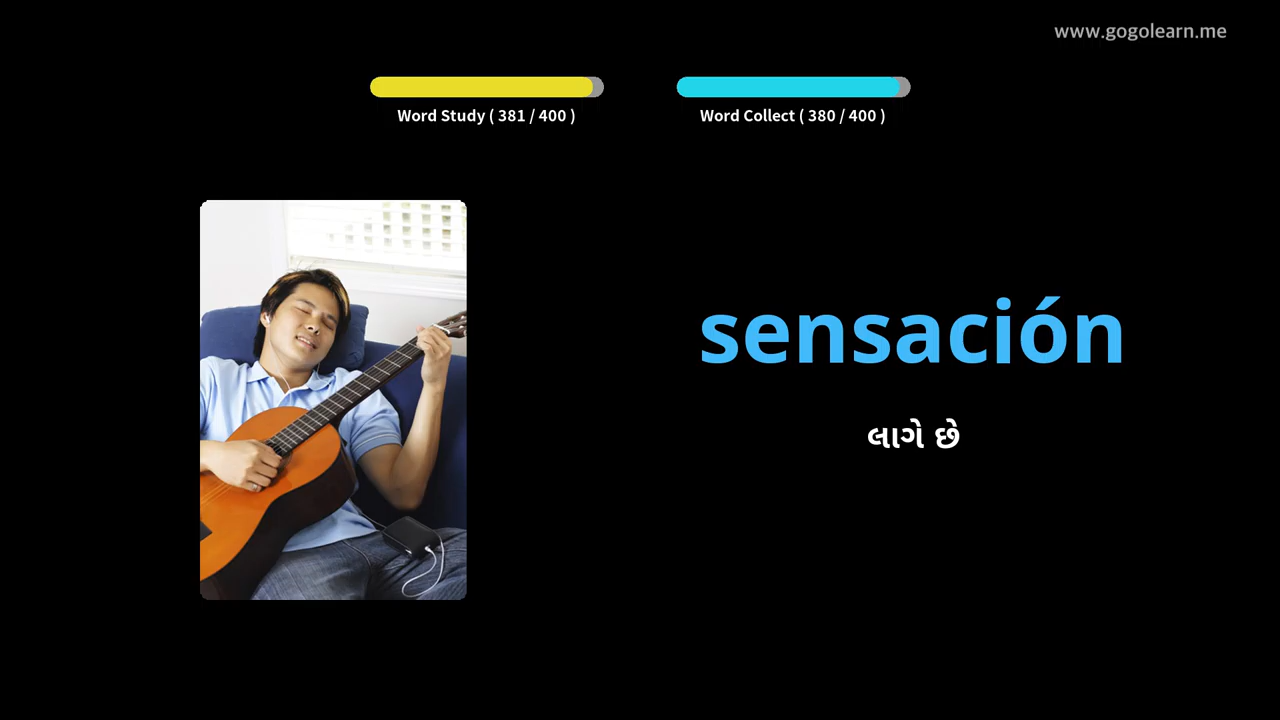 www.gogolearn.me
Word Study ( 381 / 400 )
Word Collect ( 380 / 400 )
sensación
લાગે છે